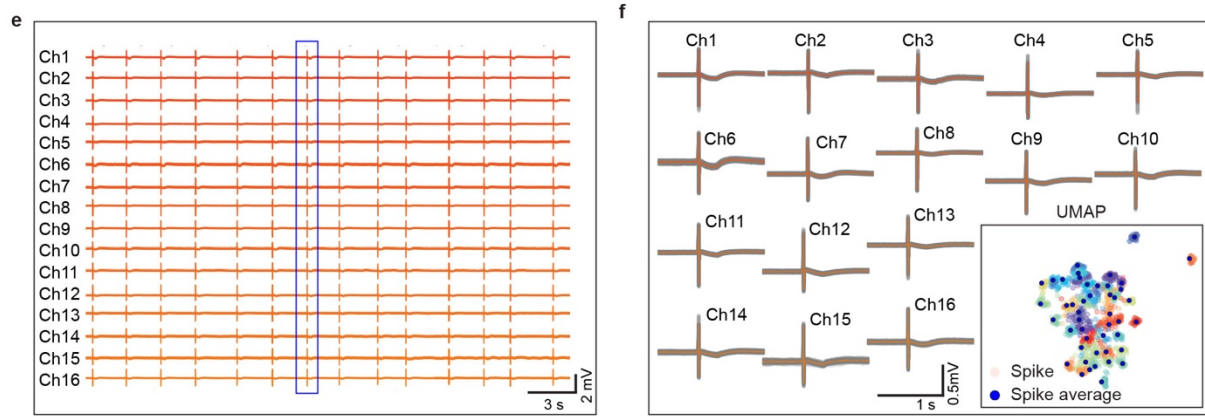 e
Ch1
Ch2
Ch3
Ch4
Ch5
Ch6
Ch7
Ch8
Ch9
Ch10
Ch11
Ch12
Ch13
Ch14
Ch15
Ch16
3 s
2 mV
f
Ch1 Ch2 Ch3 Ch4 Ch5
Ch6 Ch7 Ch8 Ch9 Ch10
Ch11 Ch12 Ch13
Ch14 Ch15 Ch16
1 s
0.5mV
UMAP
Spike
Spike average